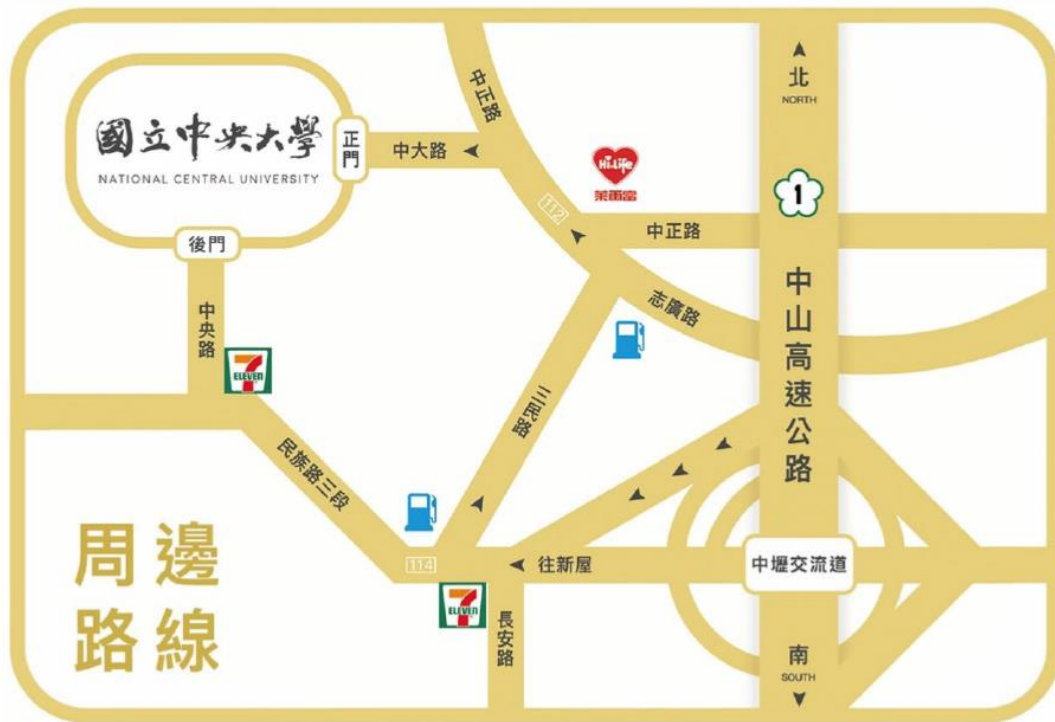 國立中央大學
NATIONAL CENTRAL UNIVERSITY
正門
後門
中正路
中大路
112
Hi-Life
萊爾富
中正路
北
NORTH
1
中山高速公路
志廣路
中央路
7
ELEVEN
三民路
民族路三段
114
往新屋
中壢交流道
7
ELEVEN
長安路
南
SOUTH
周邊
路線